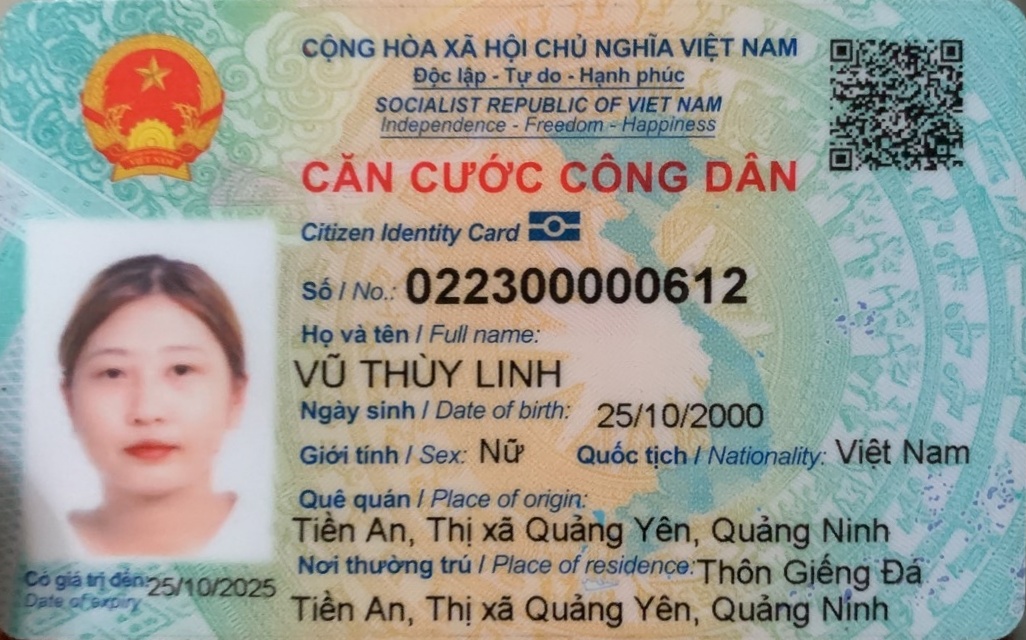 CỘNG HÒA XÃ HỘI CHỦ NGHĨA VIỆT NAM
Độc lập - Tự do - Hạnh phúc
SOCIALIST REPUBLIC OF VIET NAM
Independence - Freedom - Happiness
CĂN CƯỚC CÔNG DÂN
Citizen Identity Card
Số / No.: 022300000612
Họ và tên / Full name:
VŨ THÙY LINH
Ngày sinh / Date of birth: 25/10/2000
Giới tính / Sex: Nữ Quốc tịch / Nationality: Việt Nam
Quê quán / Place of origin:
Tiền An, Thị xã Quảng Yên, Quảng Ninh
Nơi thường trú / Place of residence: Thôn Giếng Đá
Tiền An, Thị xã Quảng Yên, Quảng Ninh
Có giá trị đến: 25/10/2025
Date of expiry
VIỆT NAM